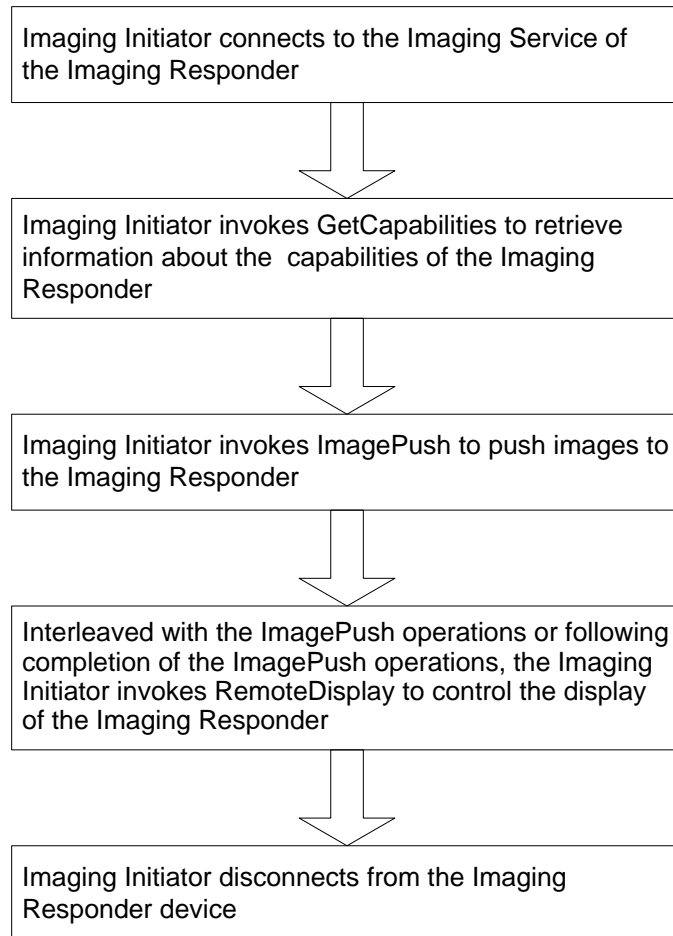 Imaging Initiator connects to the Imaging Service of
the Imaging Responder
Imaging Initiator invokes GetCapabilities to retrieve
information about the  capabilities of the Imaging
Responder
Imaging Initiator invokes ImagePush to push images to
the Imaging Responder
Interleaved with the ImagePush operations or following
completion of the ImagePush operations, the Imaging
Initiator invokes RemoteDisplay to control the display
of the Imaging Responder
Imaging Initiator disconnects from the Imaging
Responder device